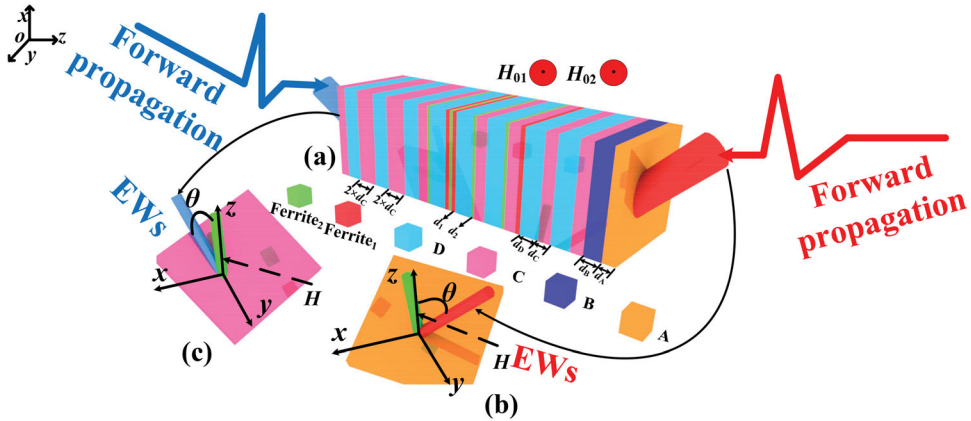 x
o
z
y
Forward
propagation
H01
H02
(a)
EWs
θ
z
x
y
H
(c)
2×dC
2×dC
d1
d2
dD
dC
dB
dA
Ferrite2
Ferrite1
D
C
B
A
z
θ
x
y
H
EWs
(b)
Forward
propagation